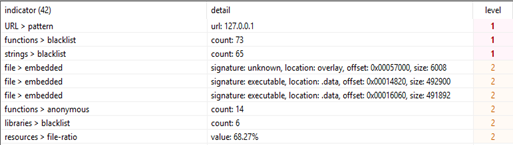 indicator (42) detail level
URL > pattern url: 127.0.0.1 1
functions > blacklist count: 73 1
strings > blacklist count: 65 1
file > embedded signature: unknown, location: overlay, offset: 0x00057000, size: 6008 2
file > embedded signature: executable, location: .data, offset: 0x00014820, size: 492900 2
file > embedded signature: executable, location: .data, offset: 0x00016060, size: 491892 2
functions > anonymous count: 14 2
libraries > blacklist count: 6 2
resources > file-ratio value: 68.27% 2